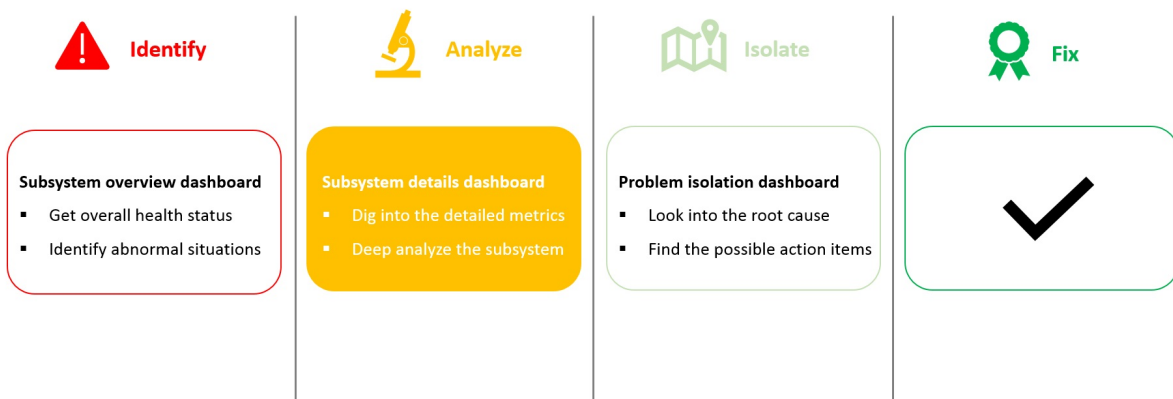 Identify
Analyze
Isolate
Fix
Subsystem overview dashboard
▪ Get overall health status
▪ Identify abnormal situations
Subsystem details dashboard
▪ Dig into the detailed metrics
▪ Deep analyze the subsystem
Problem isolation dashboard
▪ Look into the root cause
▪ Find the possible action items